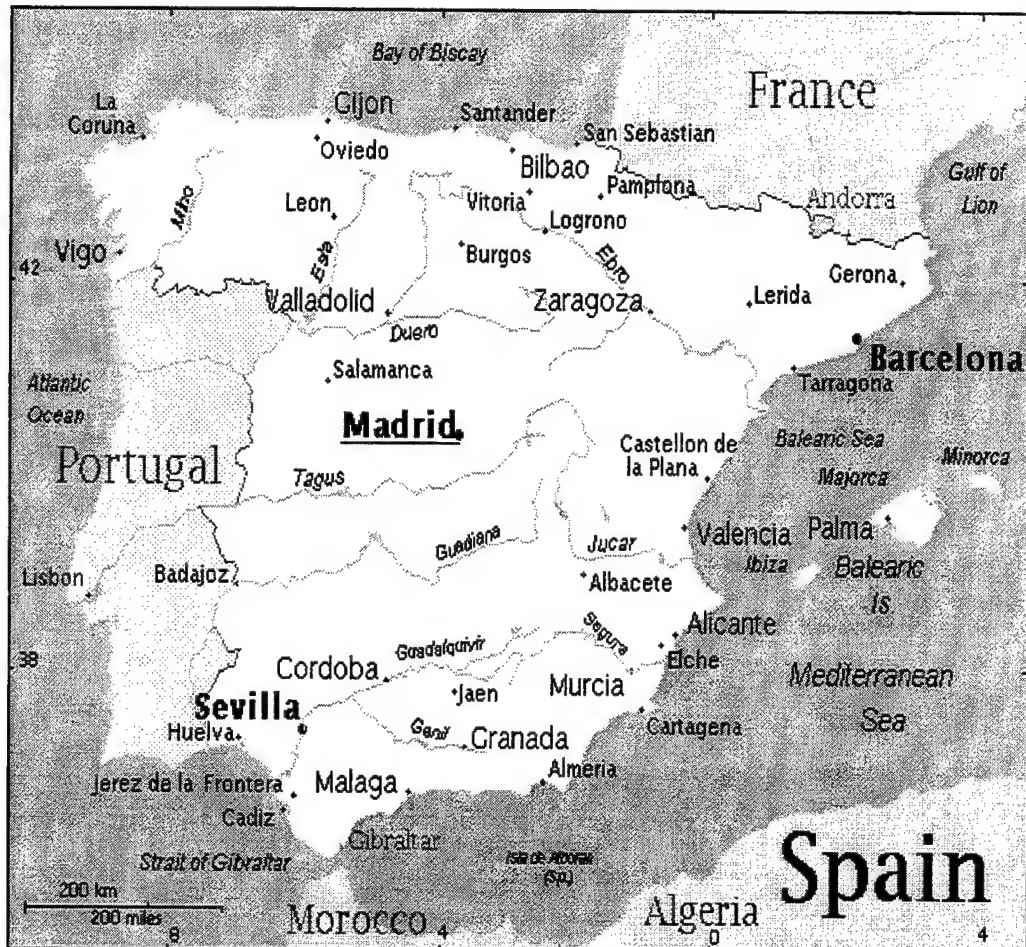 Bay of Biscay
France
La
Coruna
Gijon
Santander
San Sebastian
Oviedo
Bilbao
Gulf of
Lion
Mino
Leon
Vitoria
Pamplona
Andorra
Logrono
Vigo
Esla
Burgos
Ebro
Gerona
42
Valladolid
Zaragoza
Lerida
Duero
Barcelona
Salamanca
Tarragona
Atlantic
Ocean
Madrid
Castellon de
la Plana
Balearic Sea
Minorca
Portugal
Tagus
Majorca
Guadiana
Jucar
Valencia
Palma
Lisbon
Badajoz
Albacete
Ibiza
Balearic
Is
Segura
Alicante
Guadalquivir
Elche
38
Cordoba
Jaen
Murcia
Mediterranean
Sea
Sevilla
Cartagena
Huelva
Genil
Granada
Almeria
Jerez de la Frontera
Malaga
Cadiz
Gibraltar
Strait of Gibraltar
Isla de Alboran
(Sp.)
Spain
200 km
200 miles
Morocco
Algeria
8
4
0
4